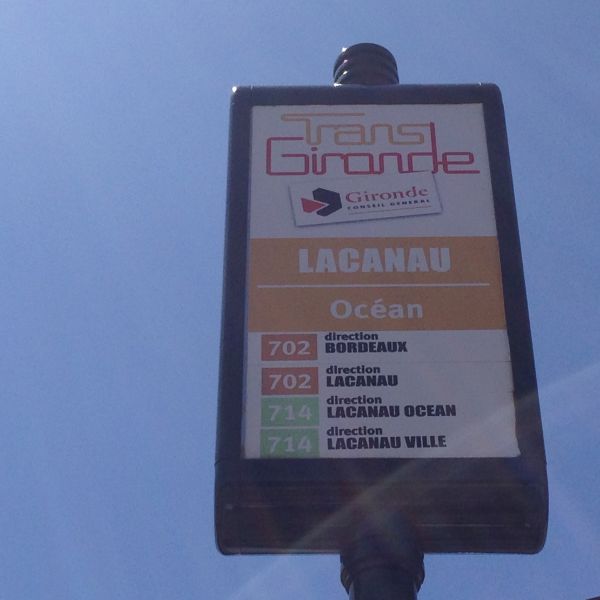 Trans
Gironde
Gironde
CONSEIL GENERAL
LACANAU
Océan
702 direction BORDEAUX
702 direction LACANAU
714 direction LACANAU OCEAN
714 direction LACANAU VILLE